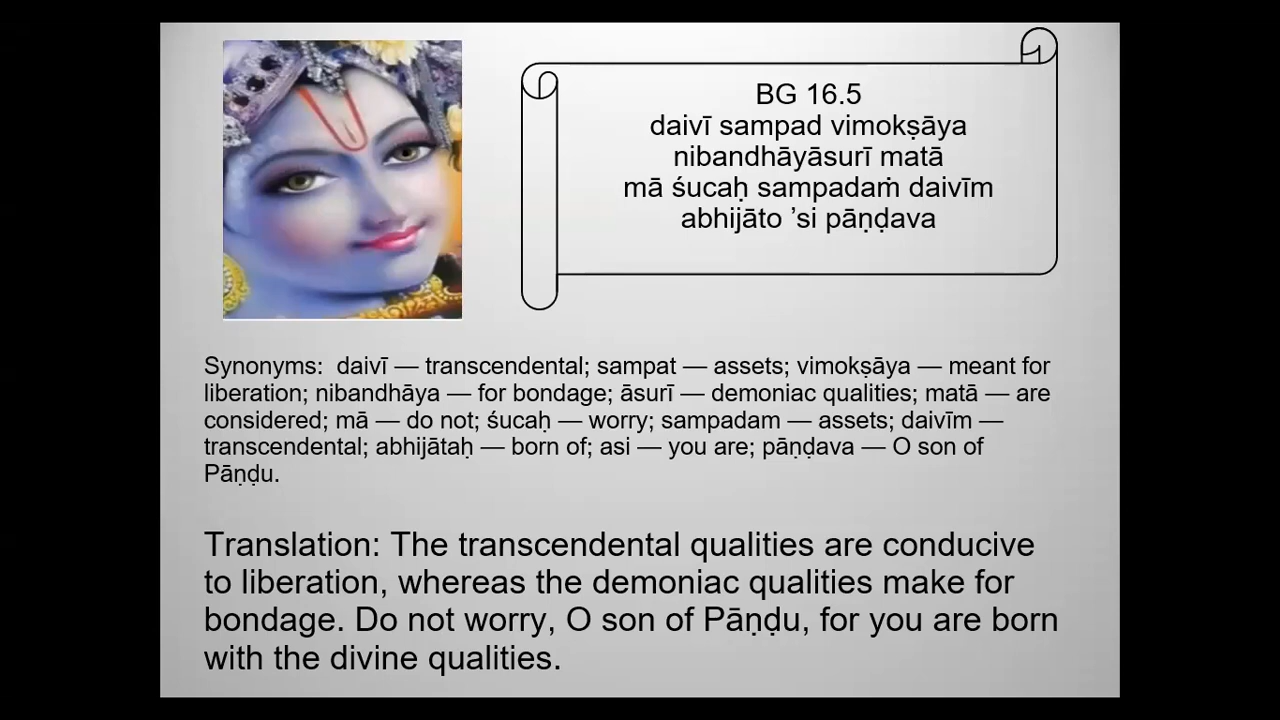 BG 16.5
daivī sampad vimokṣāya
nibandhāyāsurī matā
mā śucaḥ sampadaṁ daivīm
abhijāto ’si pāṇḍava
Synonyms:  daivī — transcendental; sampat — assets; vimokṣāya — meant for
liberation; nibandhāya — for bondage; āsurī — demoniac qualities; matā — are
considered; mā — do not; śucaḥ — worry; sampadam — assets; daivīm —
transcendental; abhijātaḥ — born of; asi — you are; pāṇḍava — O son of
Pāṇḍu.
Translation: The transcendental qualities are conducive
to liberation, whereas the demoniac qualities make for
bondage. Do not worry, O son of Pāṇḍu, for you are born
with the divine qualities.